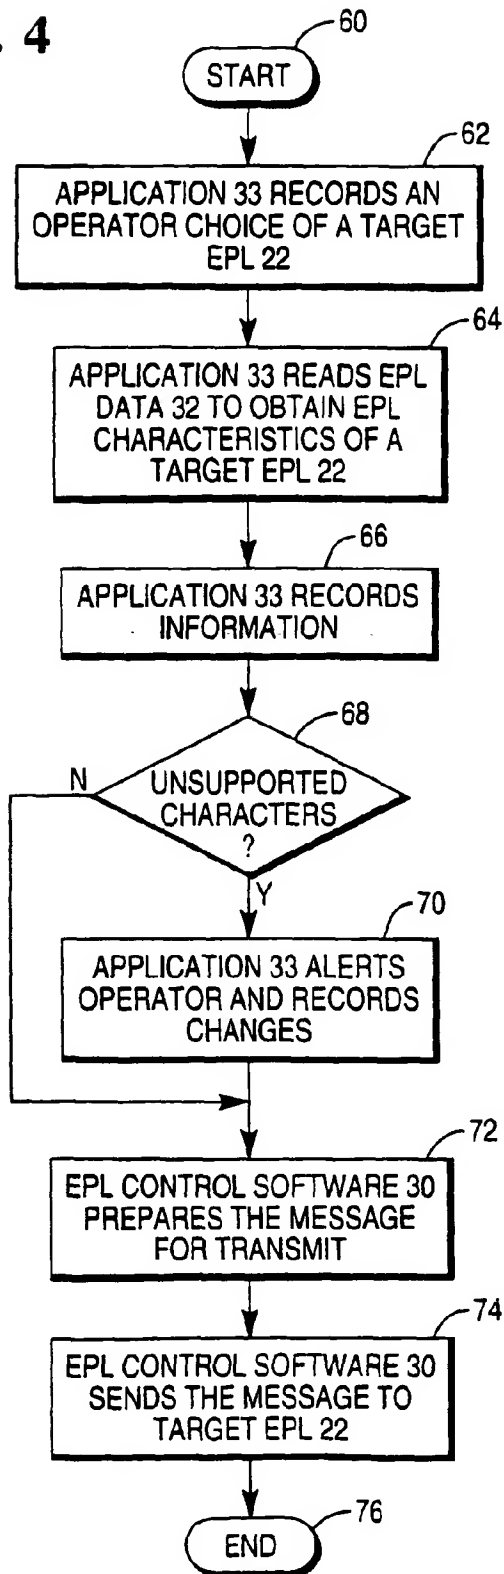 . 4
60
START
62
APPLICATION 33 RECORDS AN
OPERATOR CHOICE OF A TARGET
EPL 22
64
APPLICATION 33 READS EPL
DATA 32 TO OBTAIN EPL
CHARACTERISTICS OF A
TARGET EPL 22
66
APPLICATION 33 RECORDS
INFORMATION
68
N
UNSUPPORTED
CHARACTERS
?
Y
70
APPLICATION 33 ALERTS
OPERATOR AND RECORDS
CHANGES
72
EPL CONTROL SOFTWARE 30
PREPARES THE MESSAGE
FOR TRANSMIT
74
EPL CONTROL SOFTWARE 30
SENDS THE MESSAGE TO
TARGET EPL 22
76
END